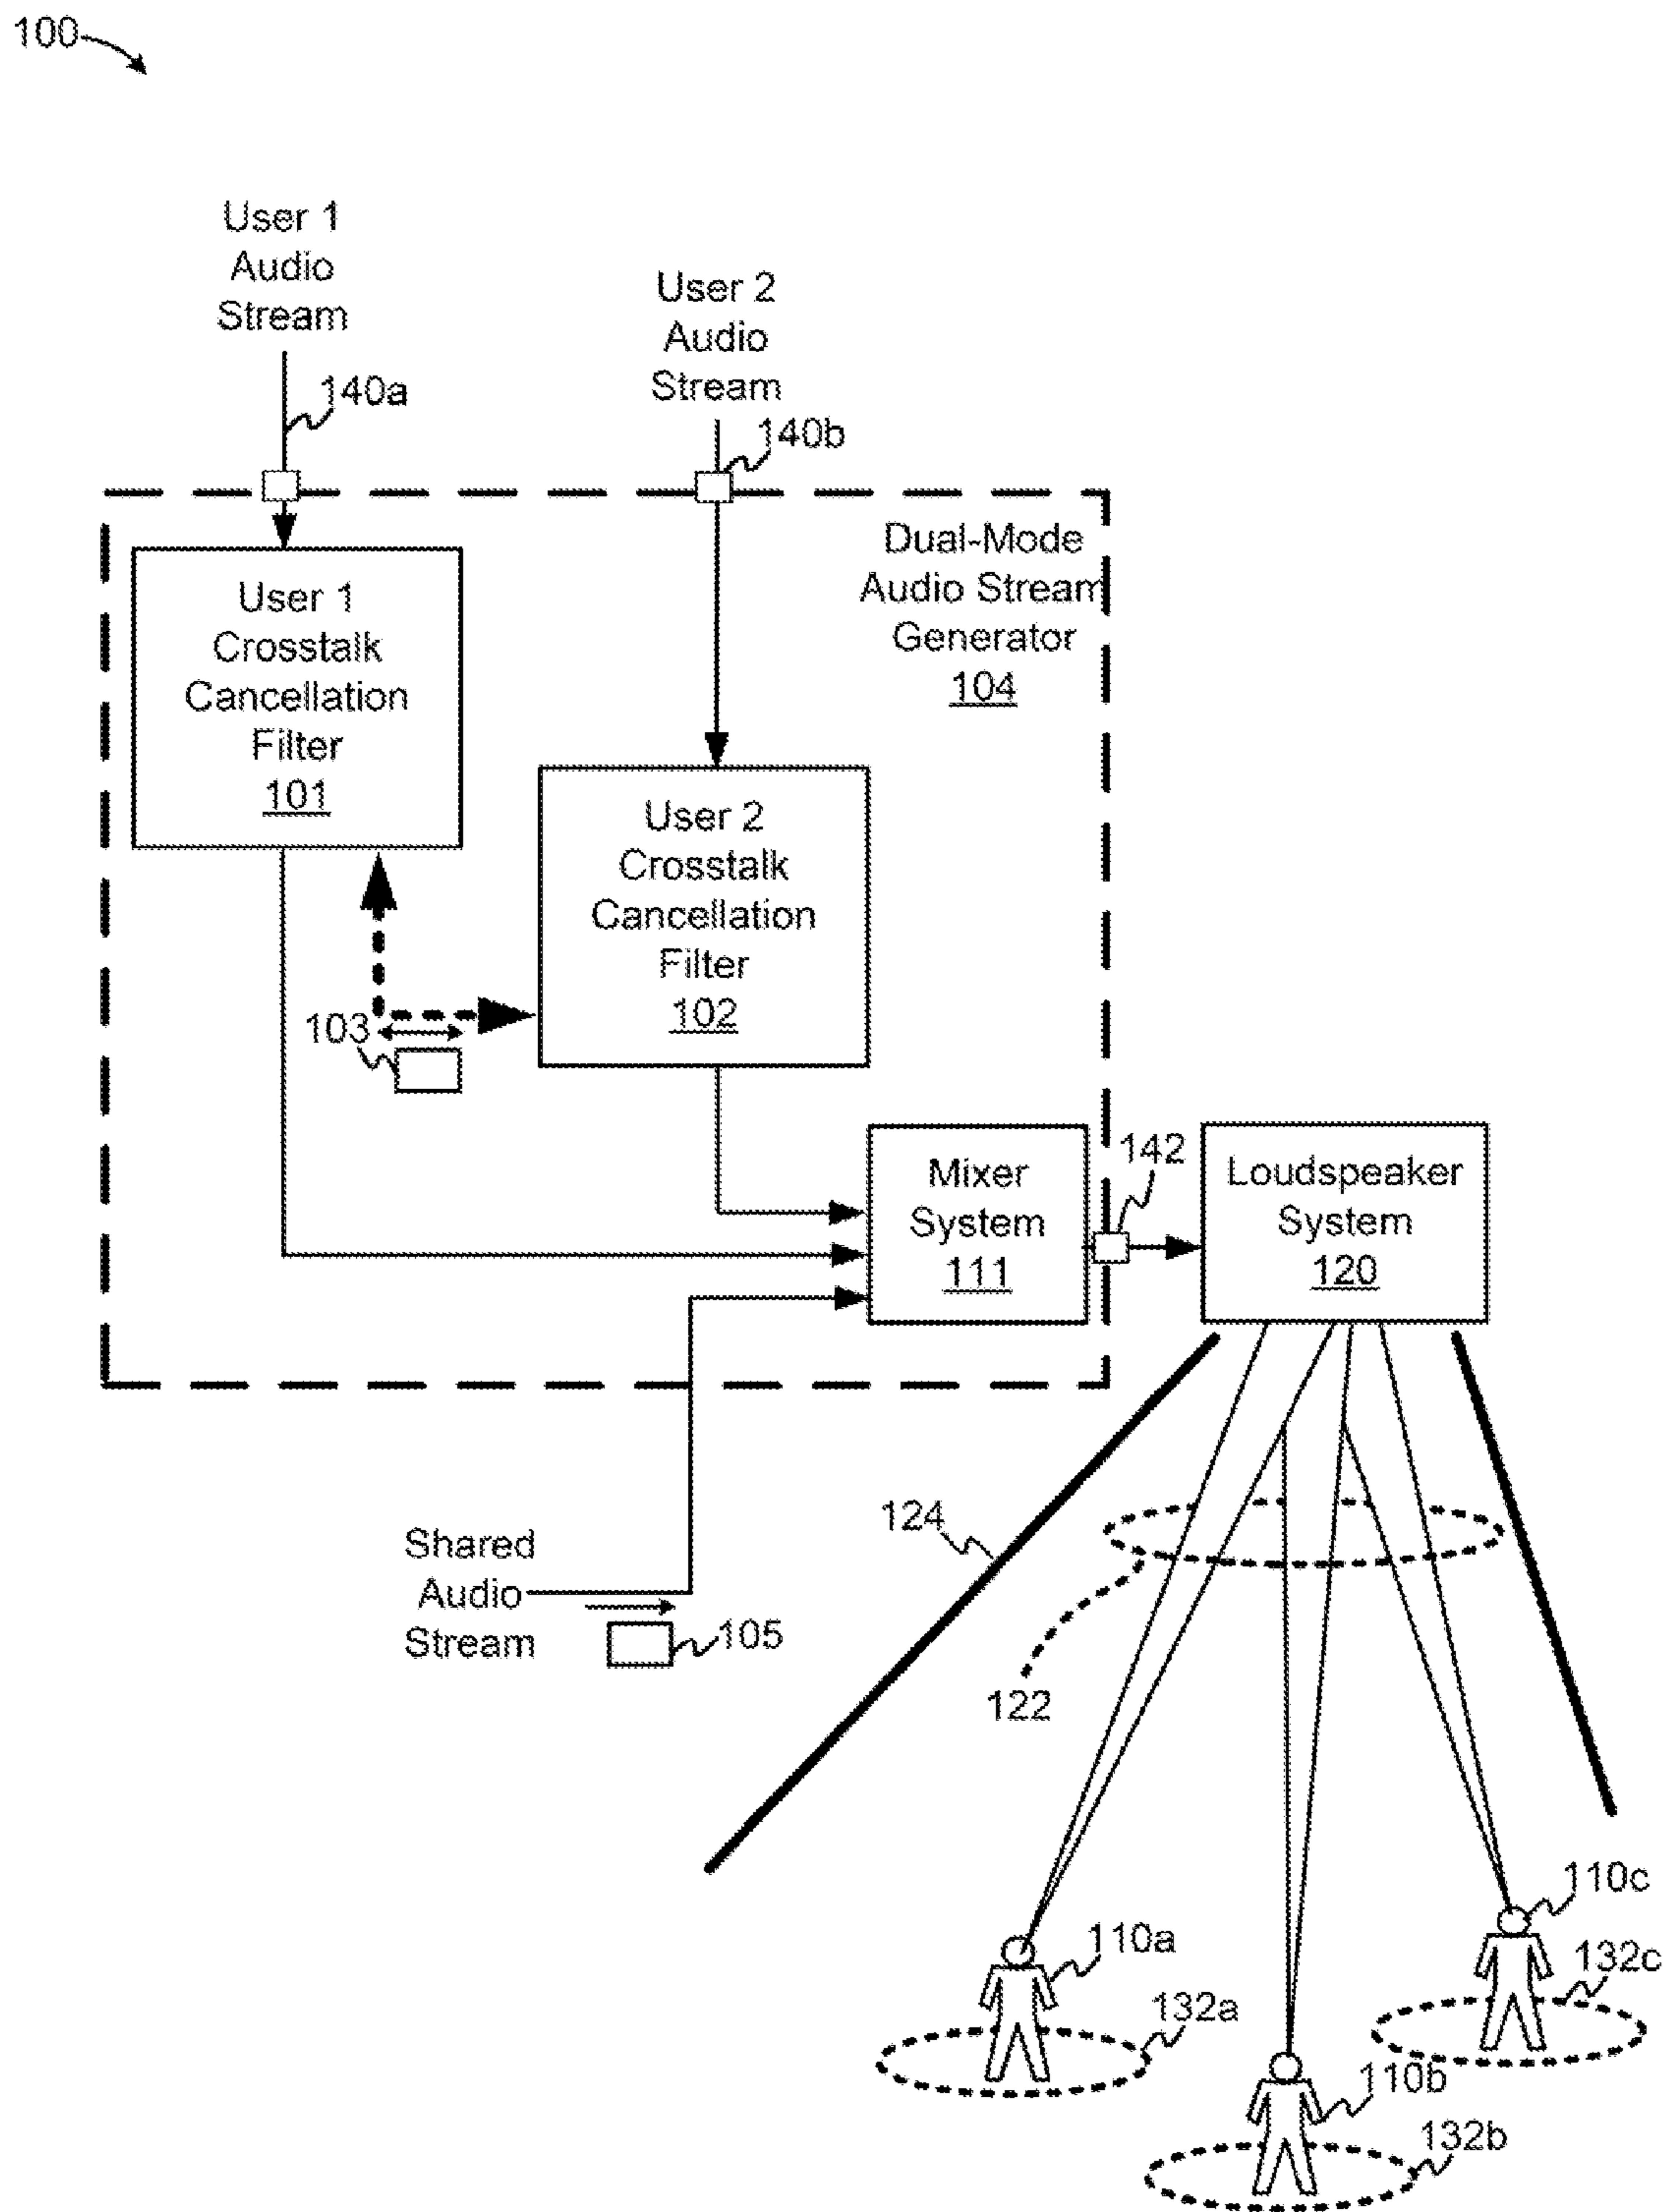 100
User 1
Audio
Stream
User 2
Audio
Stream
140a
140b
Dual-Mode
Audio Stream
Generator
104
User 1
Crosstalk
Cancellation
Filter
101
User 2
Crosstalk
Cancellation
Filter
102
103
Mixer
System
111
142
Loudspeaker
System
120
124
Shared
Audio
Stream
105
122
110a
110c
132a
132c
110b
132b